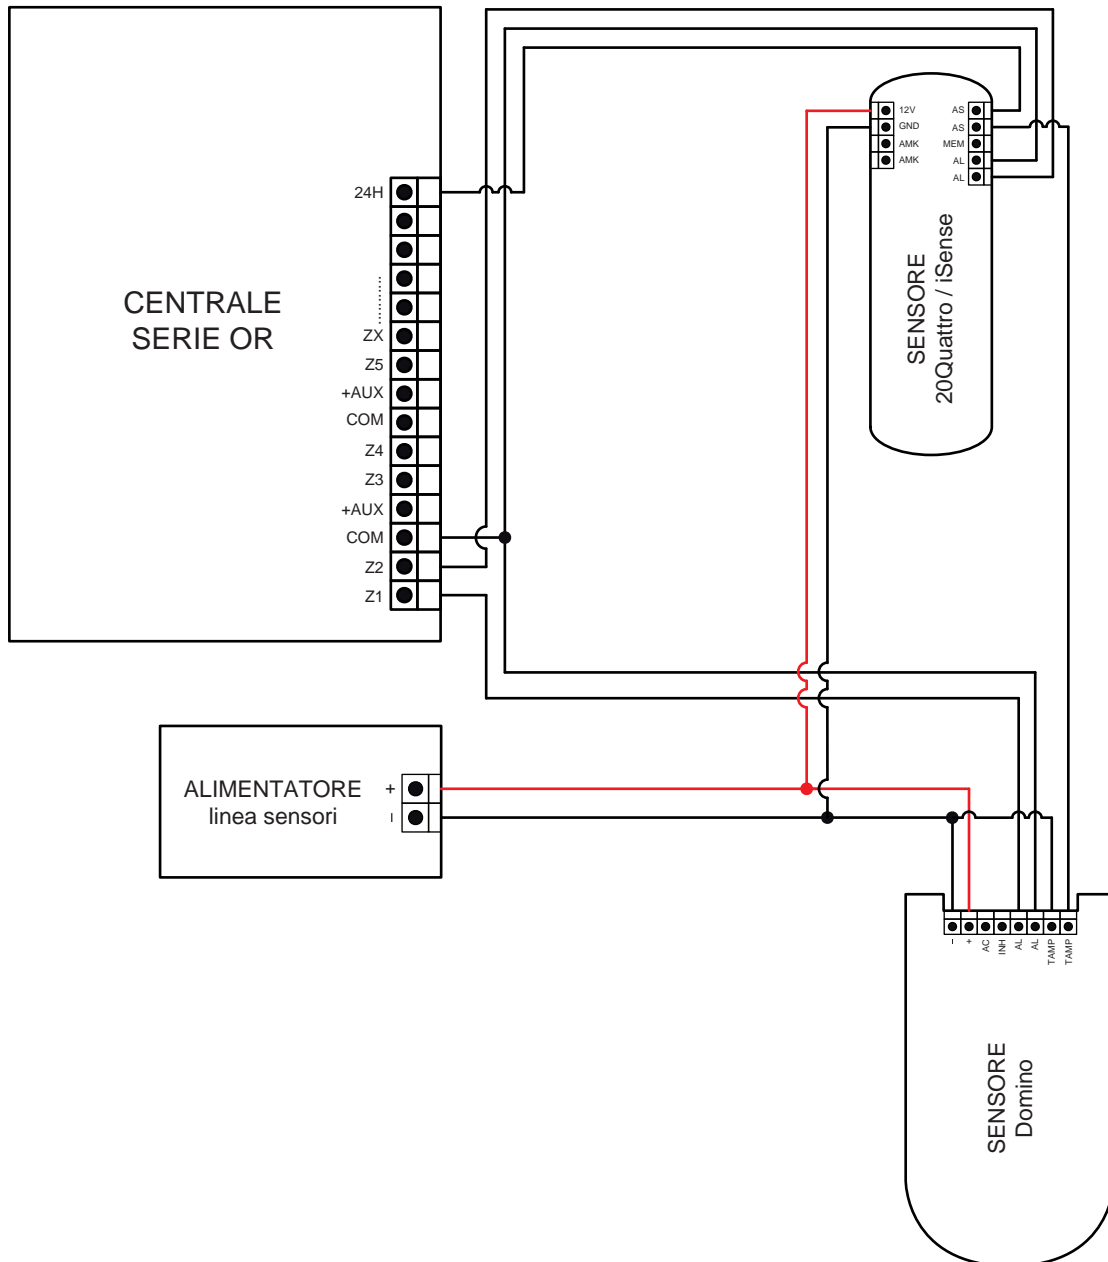 CENTRALE
SERIE OR
24H
...........
ZX
Z5
+AUX
COM
Z4
Z3
+AUX
COM
Z2
Z1
12V
GND
AMK
AMK
AS
AS
MEM
AL
AL
SENSORE
20Quattro / iSense
ALIMENTATORE
linea sensori
+
–
–
+
AC
INH
AL
AL
TAMP
TAMP
SENSORE
Domino